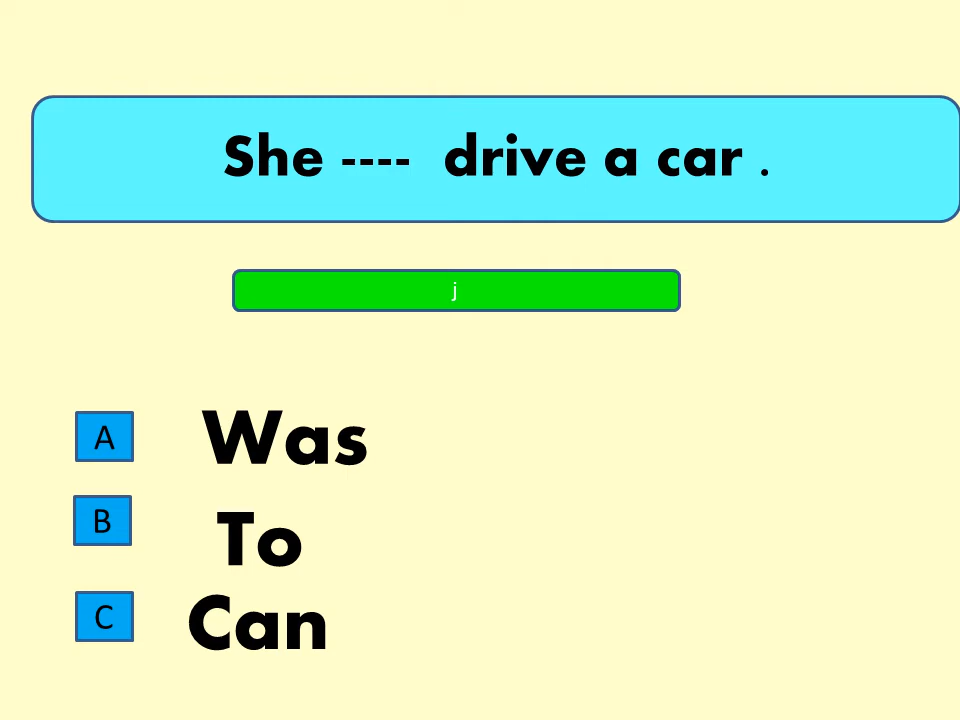 She ---- drive a car .
j
A Was
B To
C Can